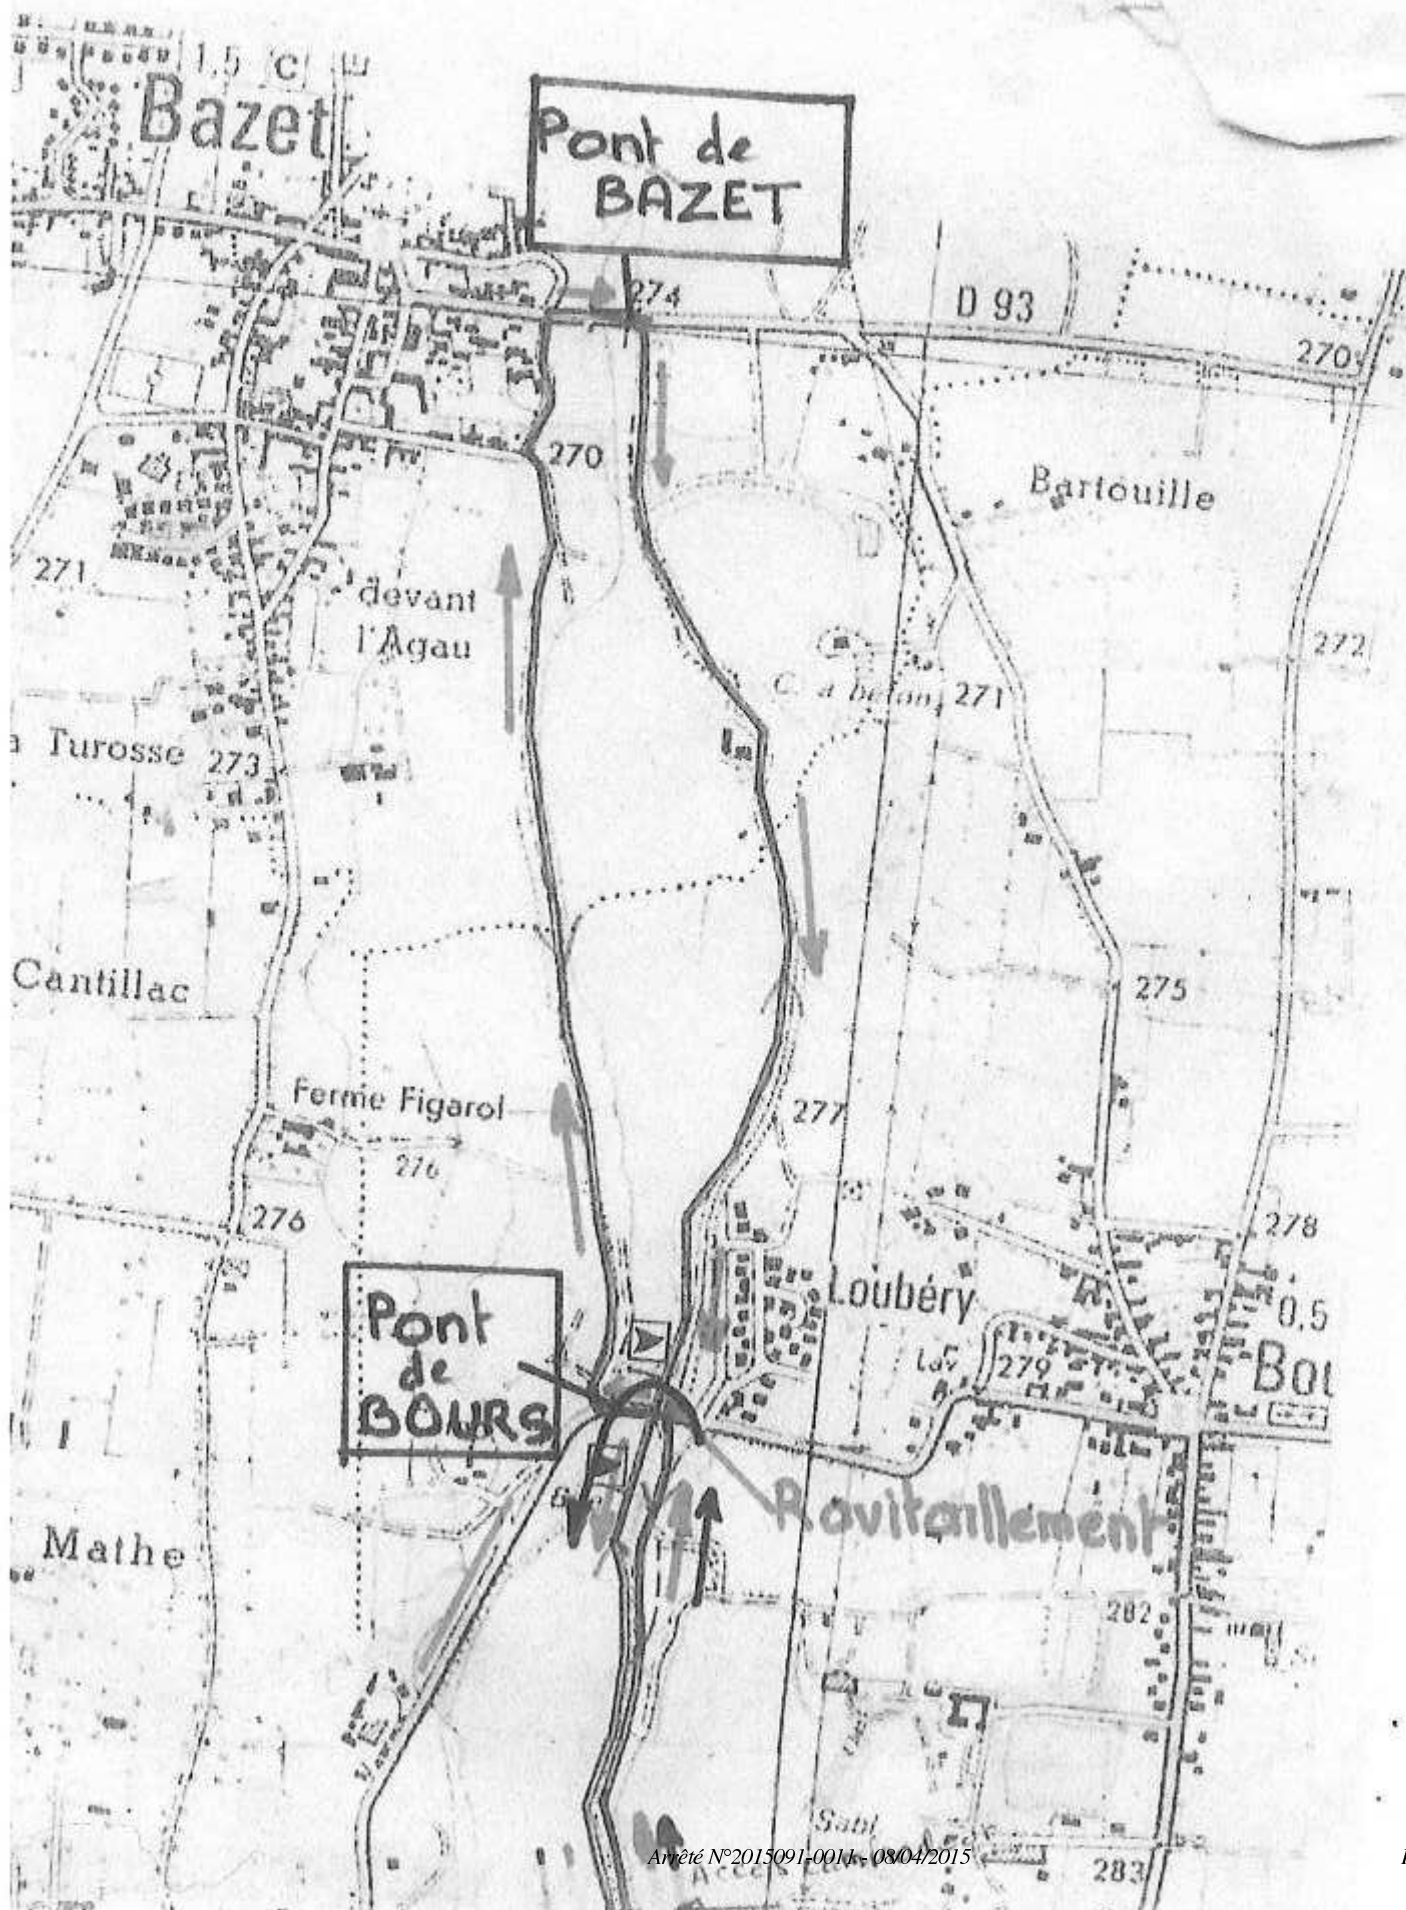 1,5
C
Bazet
Pont de
BAZET
274
D 93
270
270
Bartouille
271
devant
l'Agau
272
C. à béton
271
Turosse
273
Cantillac
275
Ferme Figarol
277
276
276
278
Loubéry
0,5
Pont
de
BOURS
279
Bou
Ravitaillement
Mathe
282
Sabl
Arrêté N°2015091-0011 - 08/04/2015
283